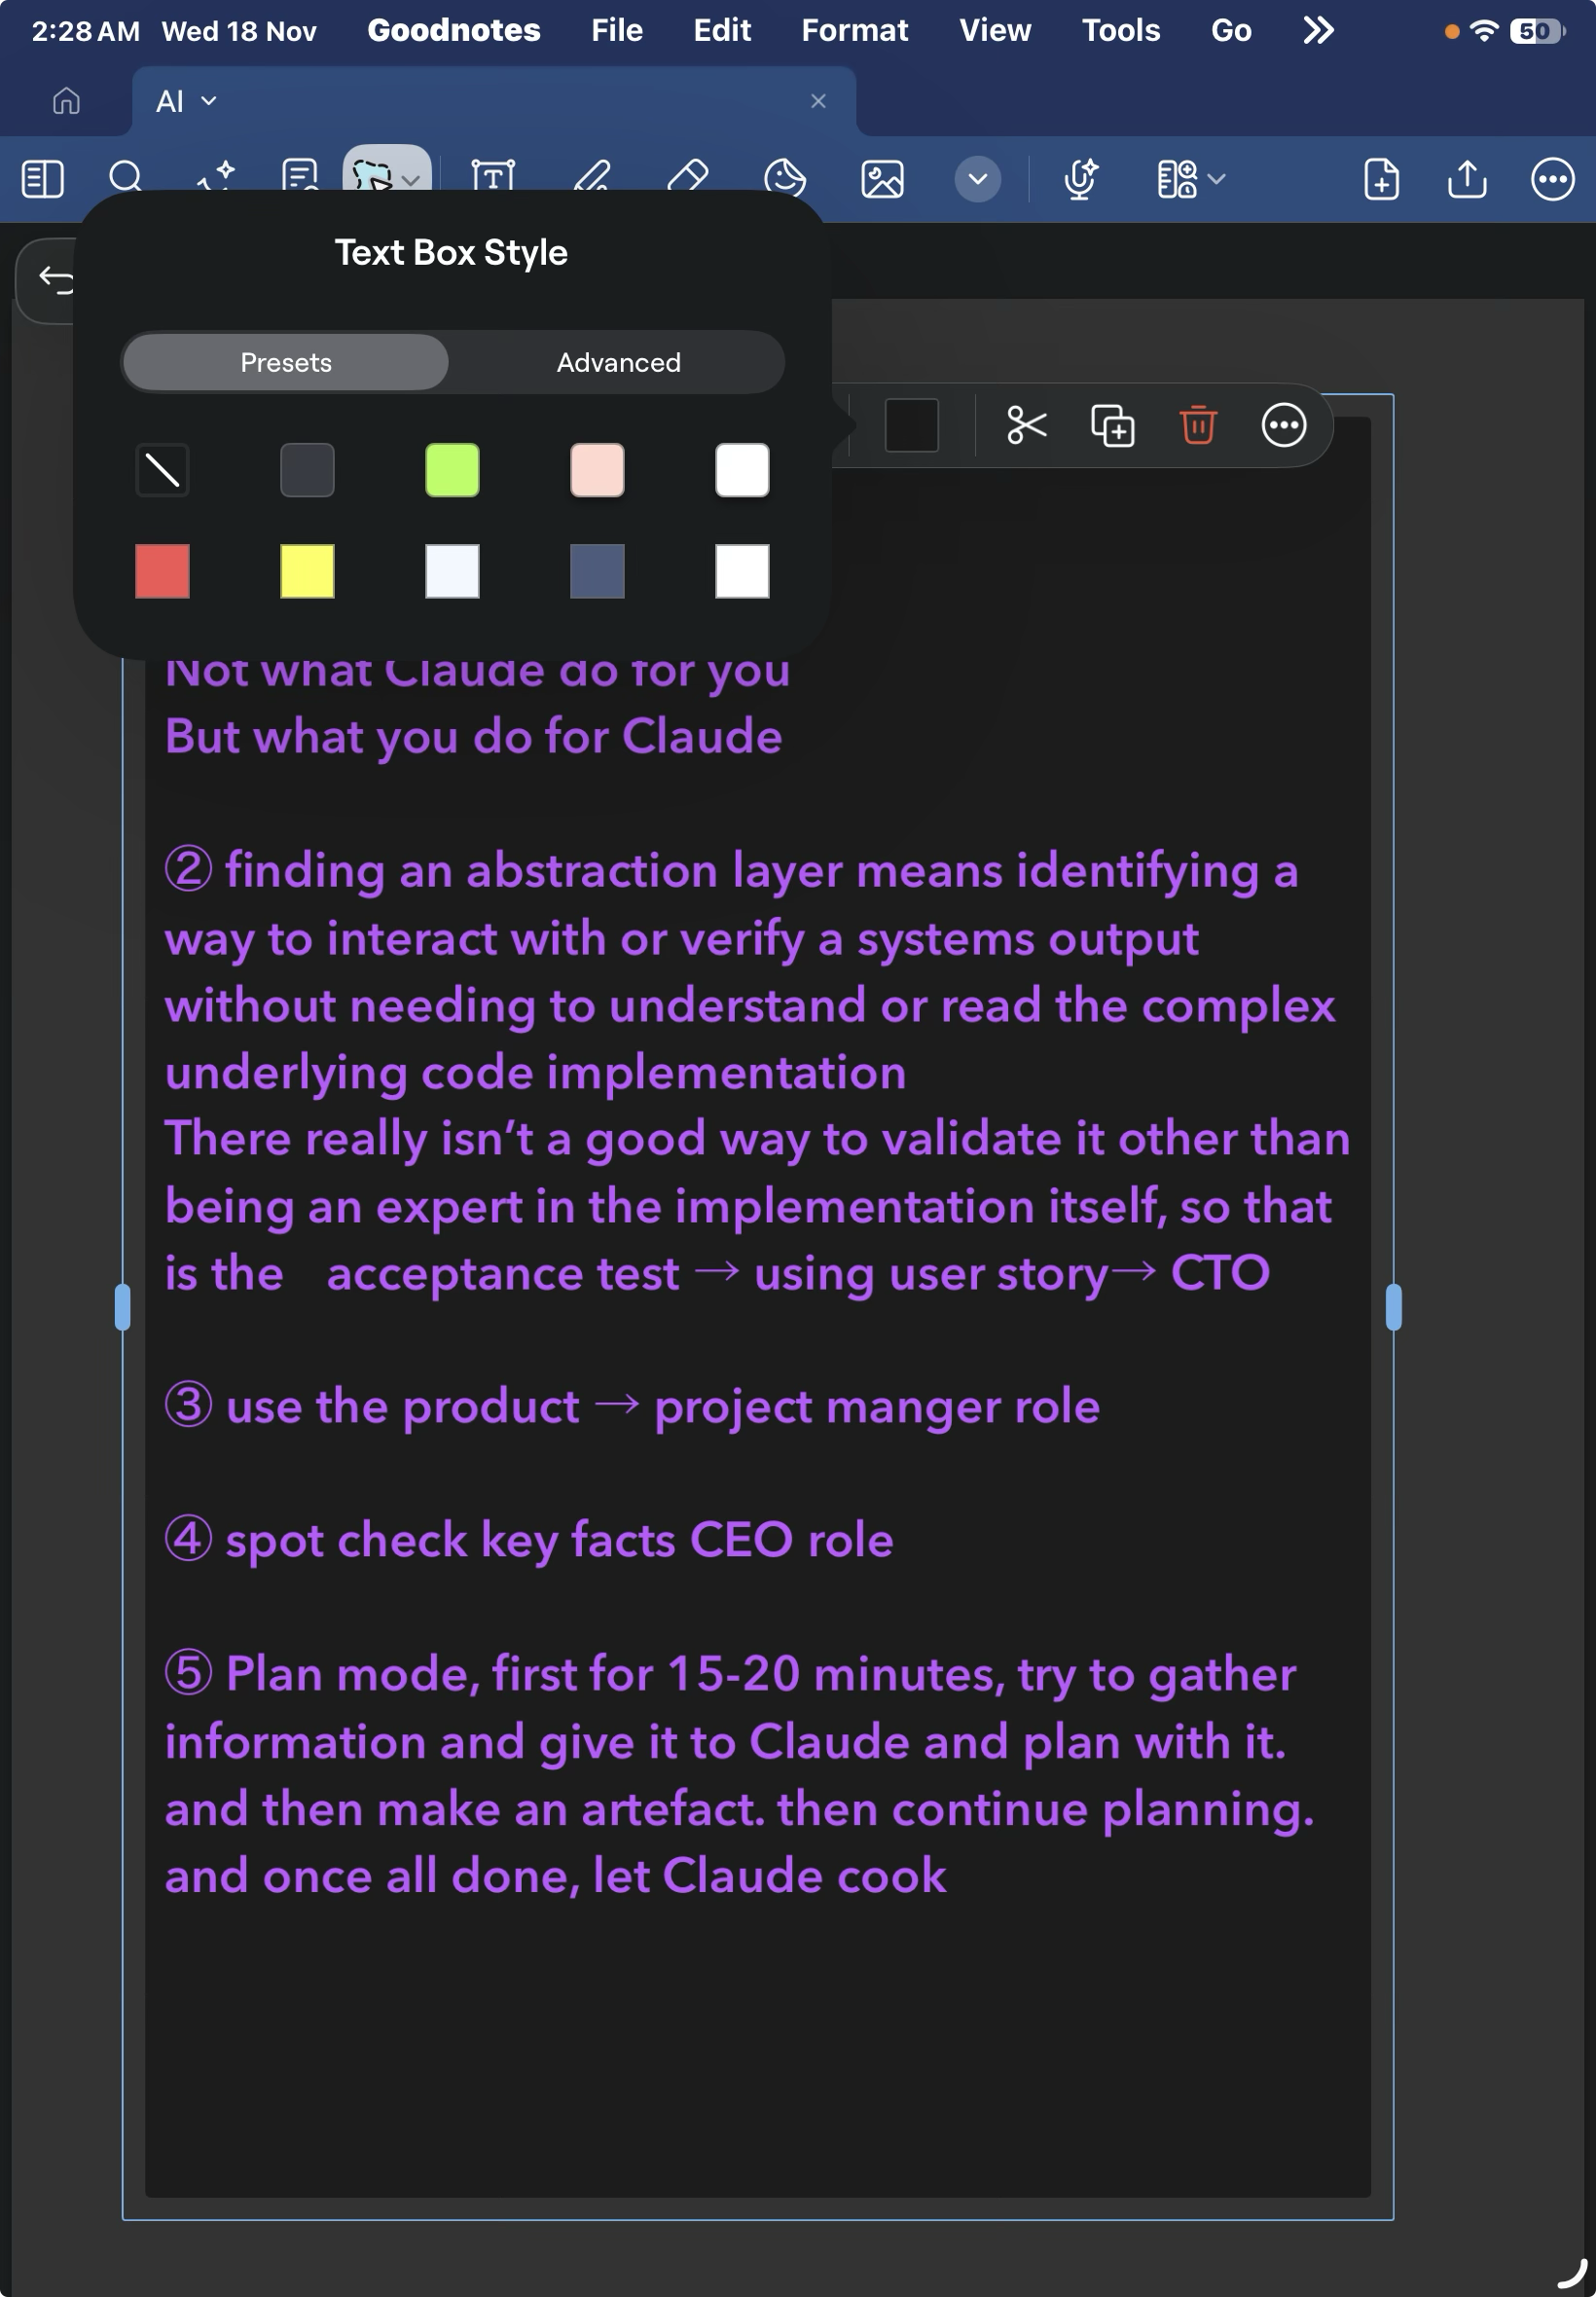 2:28 AM Wed 18 Nov Goodnotes File Edit Format View Tools Go 50
AI
Text Box Style
Presets Advanced
Not what Claude do for you
But what you do for Claude
② finding an abstraction layer means identifying a
way to interact with or verify a systems output
without needing to understand or read the complex
underlying code implementation
There really isn’t a good way to validate it other than
being an expert in the implementation itself, so that
is the acceptance test → using user story→ CTO
③ use the product → project manger role
④ spot check key facts CEO role
⑤ Plan mode, first for 15-20 minutes, try to gather
information and give it to Claude and plan with it.
and then make an artefact. then continue planning.
and once all done, let Claude cook